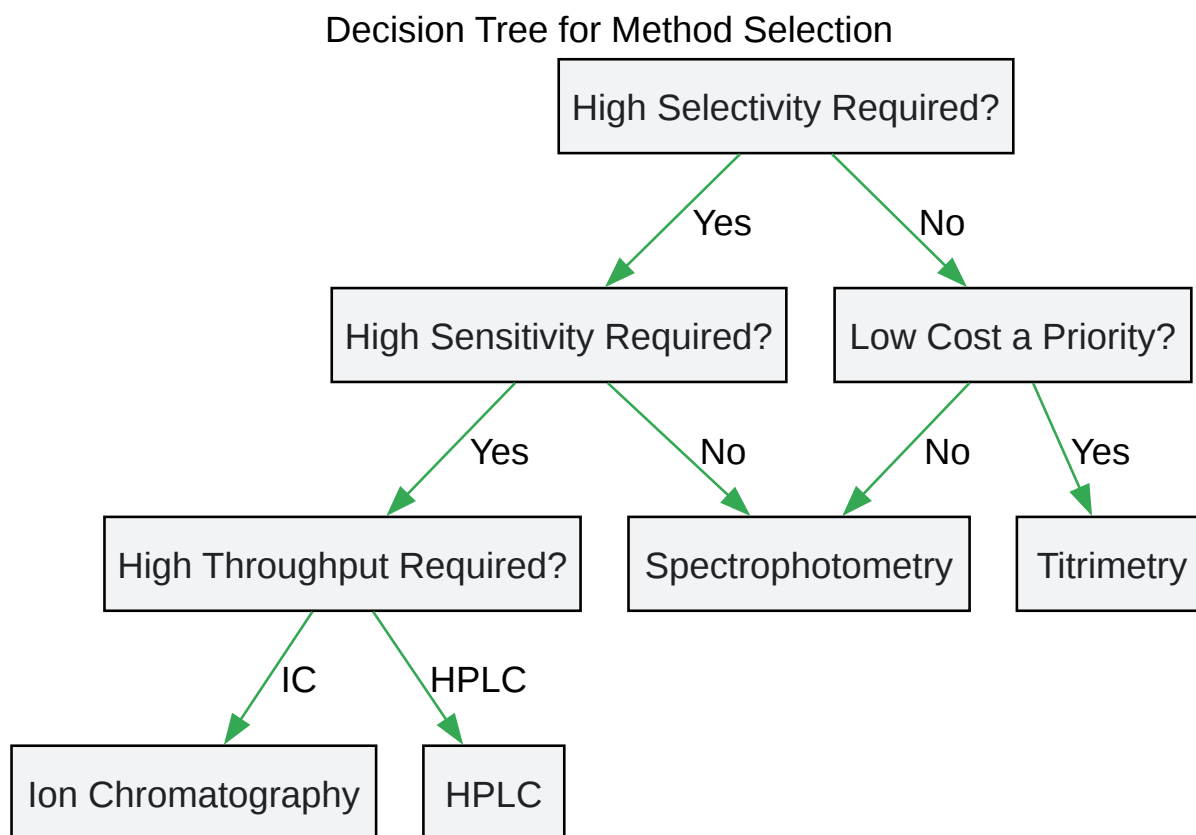 Decision Tree for Method Selection
High Selectivity Required?
Yes
No
High Sensitivity Required?
Low Cost a Priority?
Yes
No
No
Yes
High Throughput Required?
Spectrophotometry
Titrimetry
IC
HPLC
Ion Chromatography
HPLC